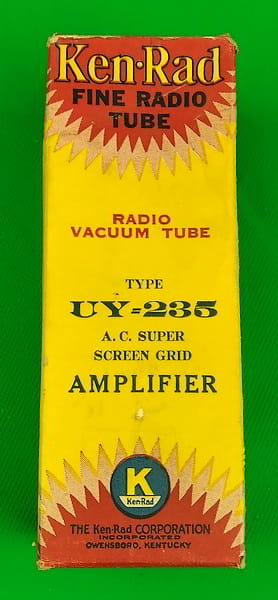 Ken-Rad
FINE RADIO
TUBE
RADIO
VACUUM TUBE
TYPE
UY-235
A. C. SUPER
SCREEN GRID
AMPLIFIER
K
Ken-Rad
THE Ken-Rad CORPORATION
INCORPORATED
OWENSBORO, KENTUCKY